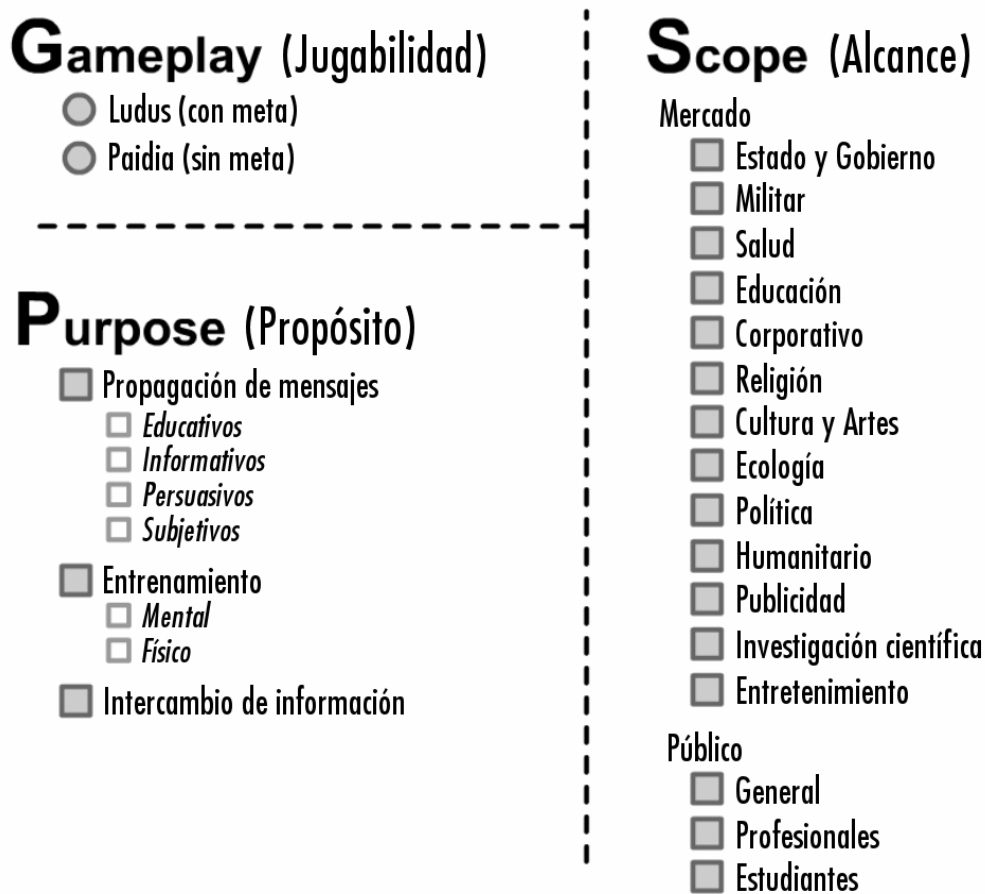 Gameplay (Jugabilidad)
Ludus (con meta)
Paidia (sin meta)
Purpose (Propósito)
Propagación de mensajes
Educativos
Informativos
Persuasivos
Subjetivos
Entrenamiento
Mental
Físico
Intercambio de información
Scope (Alcance)
Mercado
Estado y Gobierno
Militar
Salud
Educación
Corporativo
Religión
Cultura y Artes
Ecología
Política
Humanitario
Publicidad
Investigación científica
Entretenimiento
Público
General
Profesionales
Estudiantes